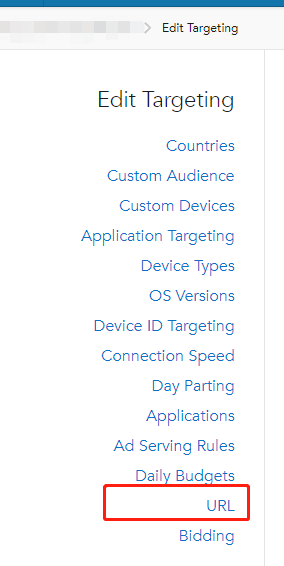 Edit Targeting
Edit Targeting
Countries
Custom Audience
Custom Devices
Application Targeting
Device Types
OS Versions
Device ID Targeting
Connection Speed
Day Parting
Applications
Ad Serving Rules
Daily Budgets
URL
Bidding